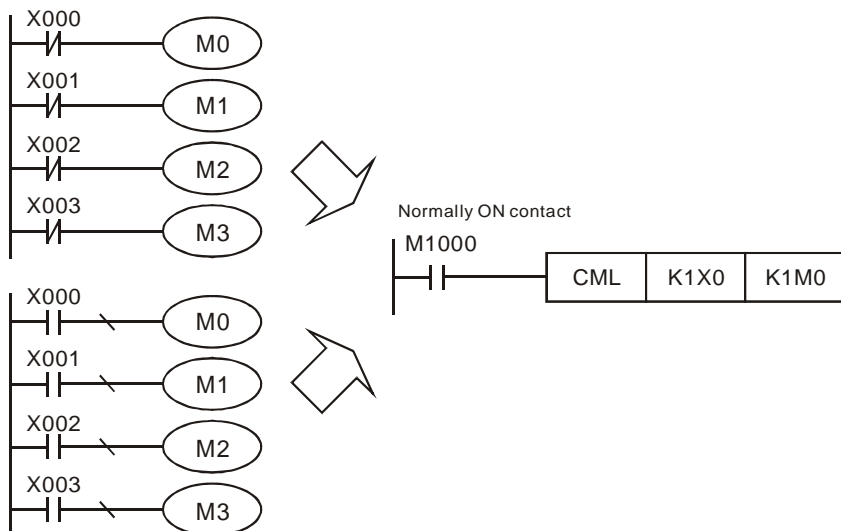 X000
M0
X001
M1
X002
M2
X003
M3
Normally ON contact
M1000
CML K1X0 K1M0
X000
M0
X001
M1
X002
M2
X003
M3